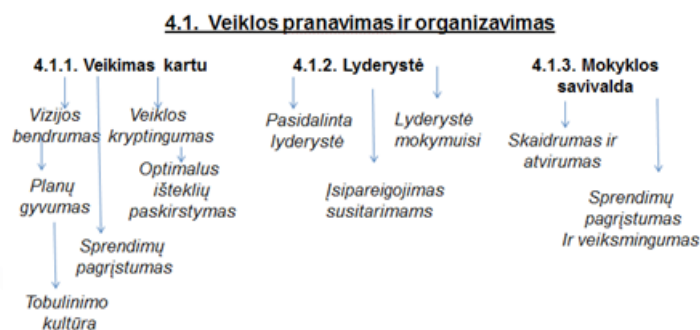 4.1. Veiklos pranavimas ir organizavimas
4.1.1. Veikimas kartu
Vizijos
bendrumas
Veiklos
kryptingumas
Planų
gyvumas
Optimalus
išteklių
paskirstymas
Sprendimų
pagrįstumas
Tobulinimo
kultūra
4.1.2. Lyderystė
Pasidalinta
lyderystė
Lyderystė
mokymuisi
Įsipareigojimas
susitarimams
4.1.3. Mokyklos
savivalda
Skaidrumas ir
atvirumas
Sprendimų
pagrįstumas
Ir veiksmingumas